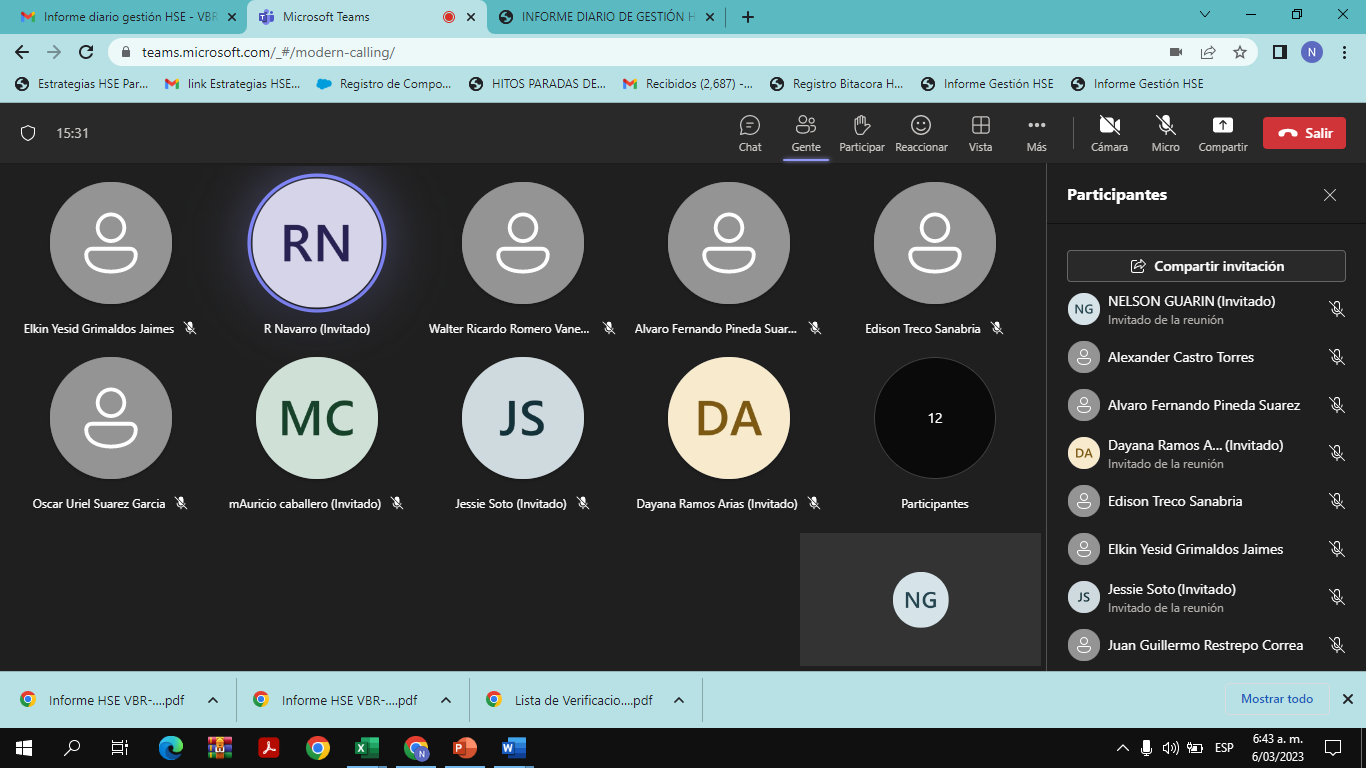 Informe diario gestión HSE - VBR
Microsoft Teams
INFORME DIARIO DE GESTIÓN H
teams.microsoft.com/_#/modern-calling/
N
Estrategias HSE Par...
link Estrategias HSE...
Registro de Compo...
HITOS PARADAS DE...
Recibidos (2,687) -...
Registro Bitacora H...
Informe Gestión HSE
Informe Gestión HSE
15:31
Chat
Gente
Participar
Reaccionar
Vista
Más
Cámara
Micro
Compartir
Salir
RN
Elkin Yesid Grimaldos Jaimes
R Navarro (Invitado)
Walter Ricardo Romero Vane...
Alvaro Fernando Pineda Suar...
Edison Treco Sanabria
MC
JS
DA
12
Oscar Uriel Suarez Garcia
mAuricio caballero (Invitado)
Jessie Soto (Invitado)
Dayana Ramos Arias (Invitado)
Participantes
NG
Participantes
Compartir invitación
NG
NELSON GUARIN (Invitado)
Invitado de la reunión
Alexander Castro Torres
Alvaro Fernando Pineda Suarez
DA
Dayana Ramos A... (Invitado)
Invitado de la reunión
Edison Treco Sanabria
Elkin Yesid Grimaldos Jaimes
JS
Jessie Soto (Invitado)
Invitado de la reunión
Juan Guillermo Restrepo Correa
Informe HSE VBR-....pdf
Informe HSE VBR-....pdf
Lista de Verificacio....pdf
Mostrar todo
ESP
6:43 a. m.
6/03/2023